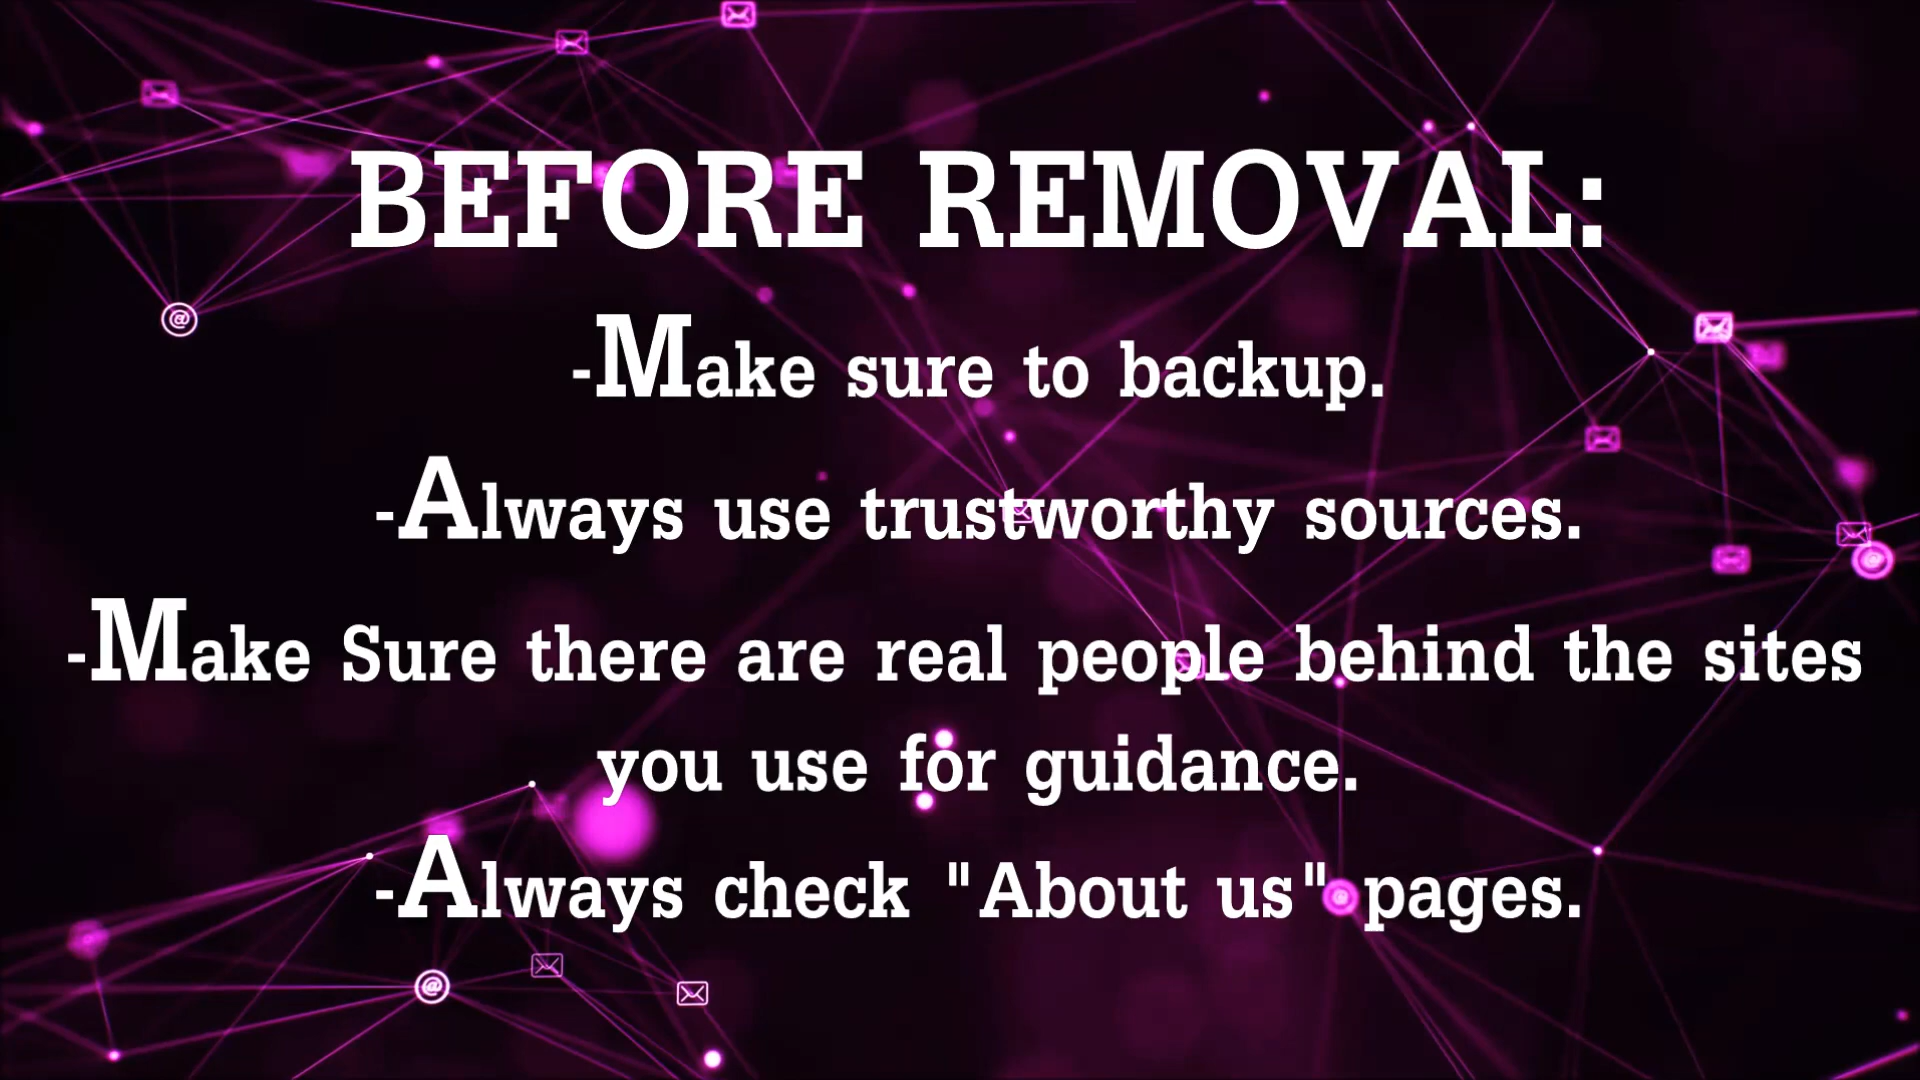 BEFORE REMOVAL:
-Make sure to backup.
-Always use trustworthy sources.
-Make Sure there are real people behind the sites
you use for guidance.
-Always check "About us" pages.